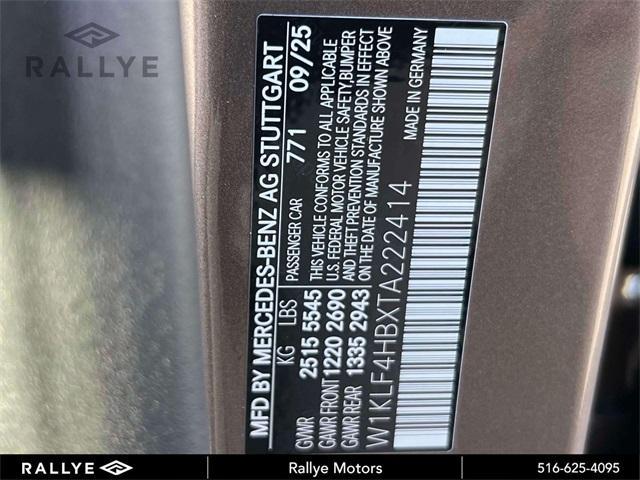 RALLYE
MFD BY MERCEDES-BENZ AG STUTTGART
KG LBS PASSENGER CAR 771 09/25
GVWR 2515 5545 THIS VEHICLE CONFORMS TO ALL APPLICABLE
GAWR FRONT 1220 2690 U.S. FEDERAL MOTOR VEHICLE SAFETY, BUMPER
GAWR REAR 1335 2943 AND THEFT PREVENTION STANDARDS IN EFFECT
ON THE DATE OF MANUFACTURE SHOWN ABOVE
W1KLF4HBXTA222414 MADE IN GERMANY
RALLYE MOTORS
Rallye Motors
516-625-4095